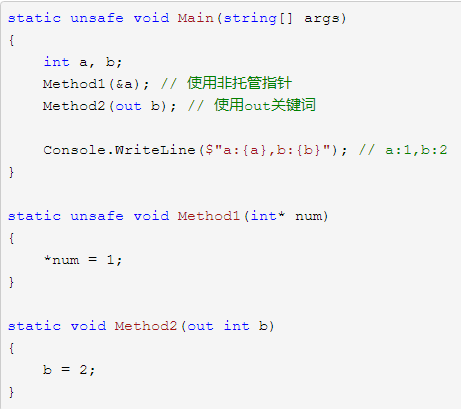 static unsafe void Main(string[] args)
{
    int a, b;
    Method1(&a); // 使用非托管指针
    Method2(out b); // 使用out关键词

    Console.WriteLine($"a:{a},b:{b}"); // a:1,b:2
}

static unsafe void Method1(int* num)
{
    *num = 1;
}

static void Method2(out int b)
{
    b = 2;
}